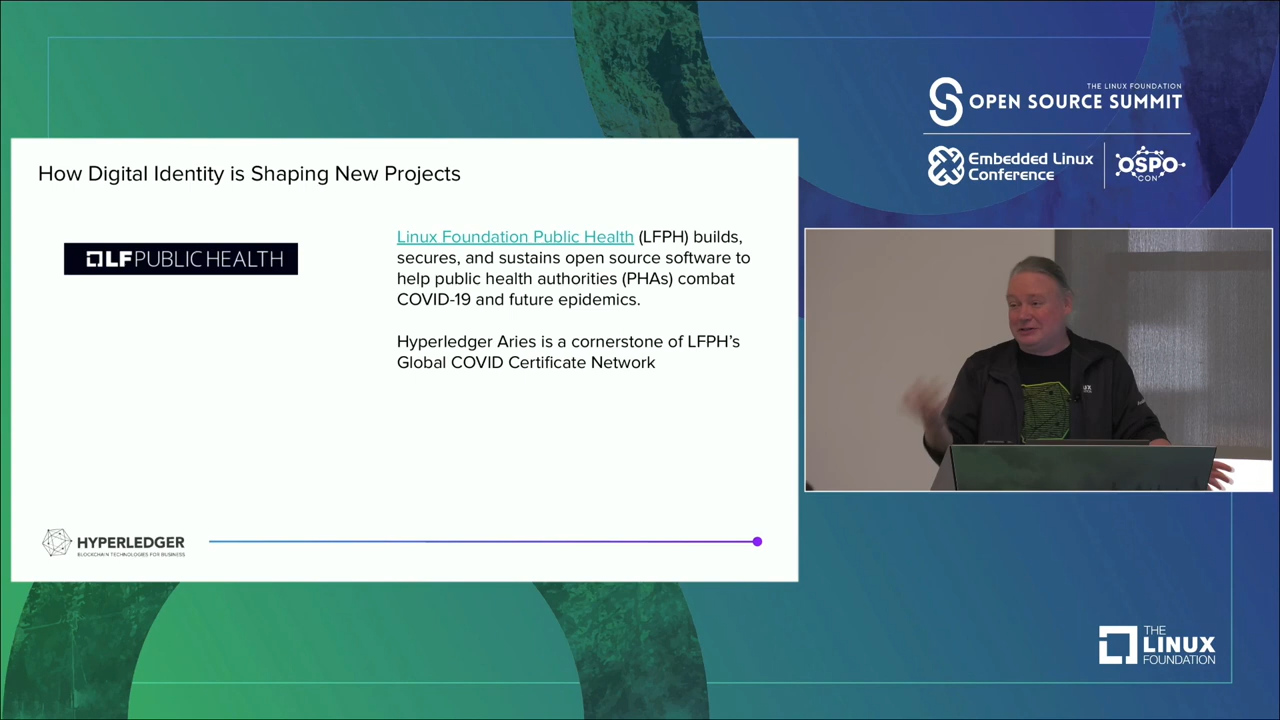 THE LINUX FOUNDATION
OPEN SOURCE SUMMIT
Embedded Linux
Conference
OSPO
CON
How Digital Identity is Shaping New Projects
LF PUBLIC HEALTH
Linux Foundation Public Health (LFPH) builds,
secures, and sustains open source software to
help public health authorities (PHAs) combat
COVID-19 and future epidemics.
Hyperledger Aries is a cornerstone of LFPH's
Global COVID Certificate Network
HYPERLEDGER
BLOCKCHAIN TECHNOLOGIES FOR BUSINESS
THE
LINUX
FOUNDATION